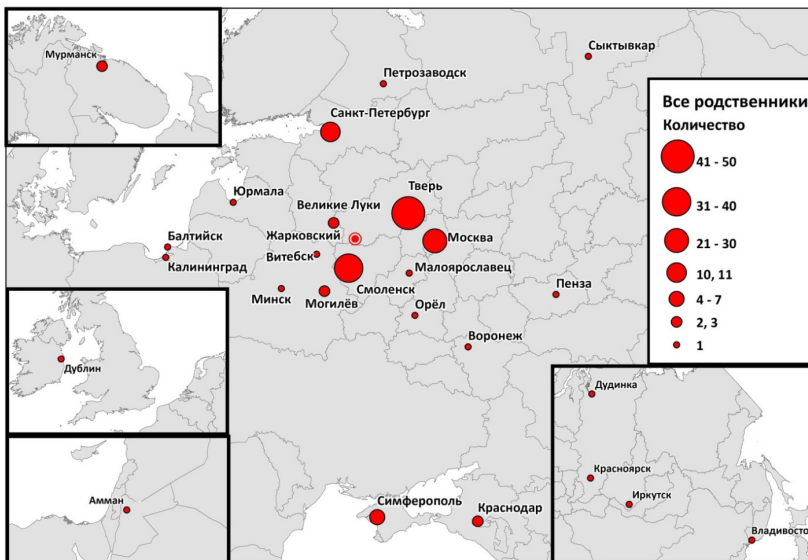 Мурманск
Сыктывкар
Петрозаводск
Санкт-Петербург
Все родственники
Количество
41 - 50
31 - 40
21 - 30
10, 11
4 - 7
2, 3
1
Тверь
Юрмала
Великие Луки
Балтийск
Жарковский
Москва
Калининград
Витебск
Малоярославец
Минск
Могилёв
Смоленск
Орёл
Пенза
Воронеж
Дублин
Амман
Симферополь
Краснодар
Дудинка
Красноярск
Иркутск
Владивосто